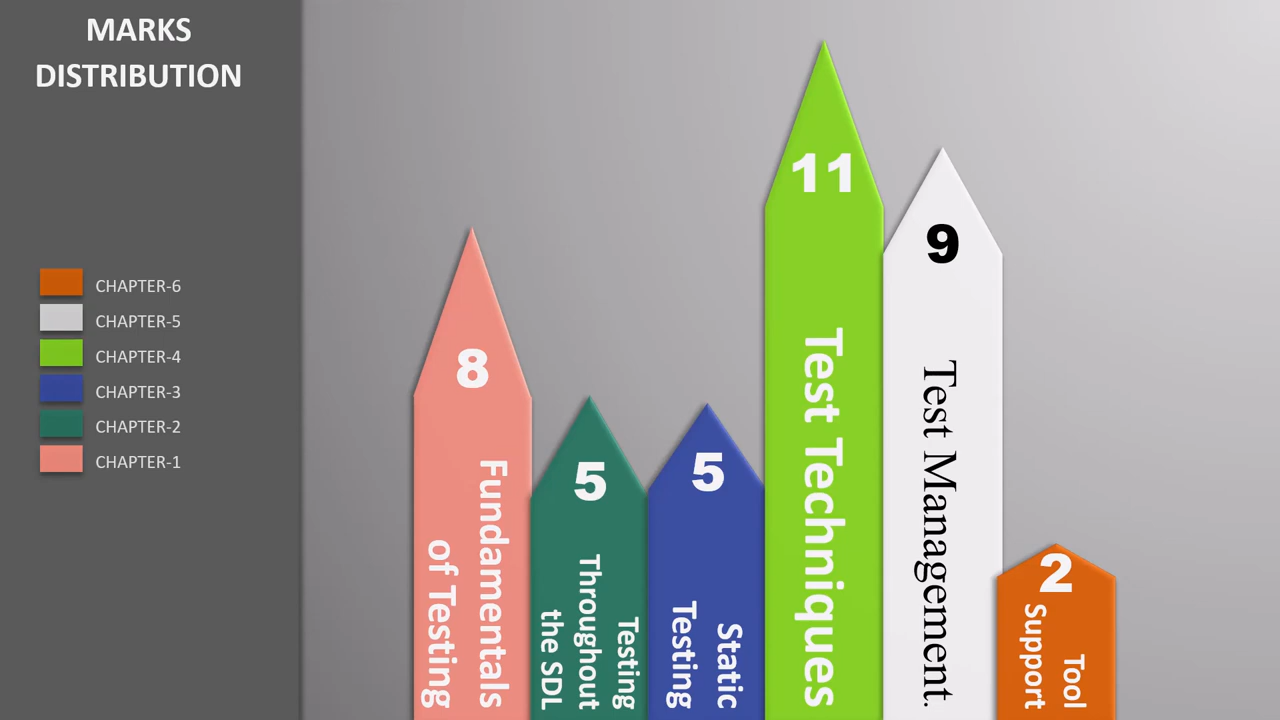 MARKS
DISTRIBUTION
CHAPTER-6
CHAPTER-5
CHAPTER-4
CHAPTER-3
CHAPTER-2
CHAPTER-1
8
Fundamentals
of Testing
5
Testing
Throughout
the SDL
5
Static
Testing
11
Test Techniques
9
Test Management.
2
Tool
Support